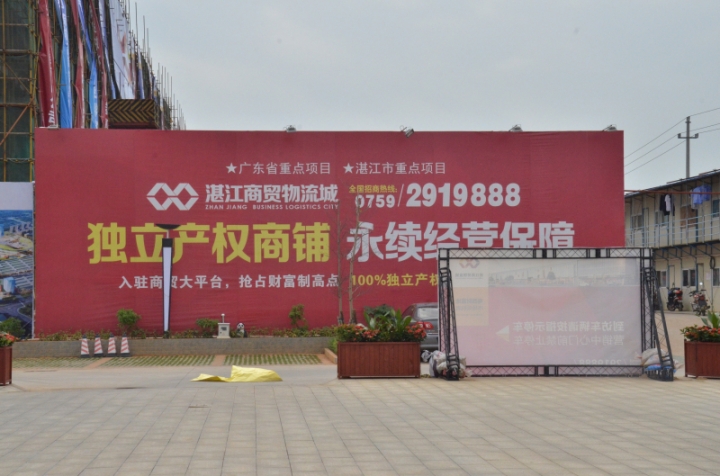 ★广东省重点项目 ★湛江市重点项目
湛江商贸物流城 全国招商热线: 0759/2919888
ZHAN JIANG BUSINESS LOGISTICS CITY
独立产权商铺 永续经营保障
入驻商贸大平台，抢占财富制高点 100%独立产权